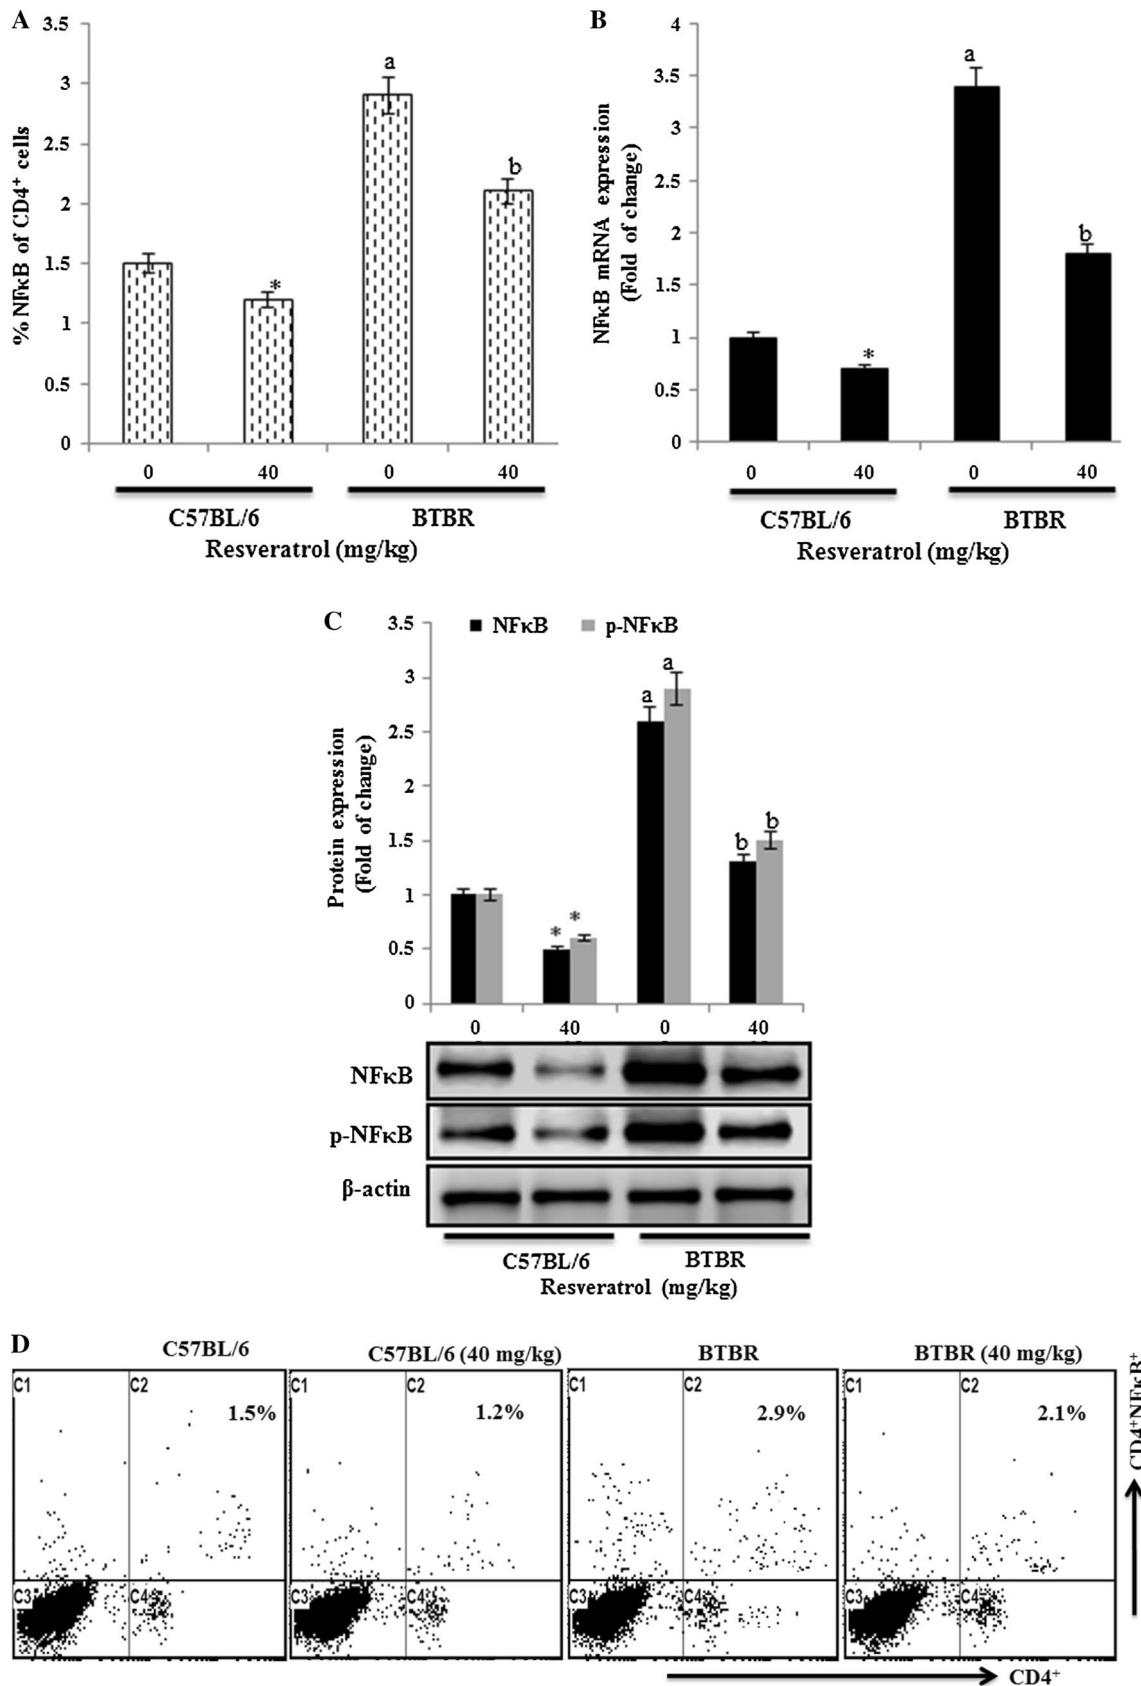 A
% NFκB of CD4⁺ cells
3.5
3
2.5
2
1.5
1
0.5
0
*
a
b
0 40 0 40
C57BL/6 BTBR
Resveratrol (mg/kg)
B
NFκB mRNA expression
(Fold of change)
4
3.5
3
2.5
2
1.5
1
0.5
0
*
a
b
0 40 0 40
C57BL/6 BTBR
Resveratrol (mg/kg)
C
Protein expression
(Fold of change)
NFκB p-NFκB
3.5
3
2.5
2
1.5
1
0.5
0
* *
a a
b b
0 40 0 40
NFκB
p-NFκB
β-actin
C57BL/6 BTBR
Resveratrol (mg/kg)
D
C57BL/6 C57BL/6 (40 mg/kg) BTBR BTBR (40 mg/kg)
C1 C2 C1 C2 C1 C2 C1 C2
1.5% 1.2% 2.9% 2.1%
C3 C4 C3 C4 C3 C4 C3 C4
CD4⁺NFκB⁺
CD4⁺